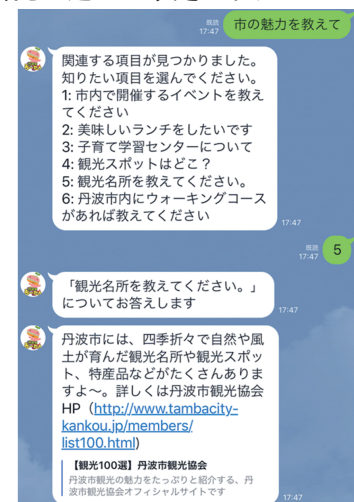 既読
17:47
市の魅力を教えて
関連する項目が見つかりました。
知りたい項目を選んでください。
1: 市内で開催するイベントを教え
てください
2: 美味しいランチをしたいです
3: 子育て学習センターについて
4: 観光スポットはどこ？
5: 観光名所を教えてください。
6: 丹波市内にウォーキングコース
があれば教えてください
17:47
既読
17:47
5
「観光名所を教えてください。」
についてお答えします
17:47
丹波市には、四季折々で自然や風
土が育んだ観光名所や観光スポッ
ト、特産品などがたくさんありま
すよ〜。詳しくは丹波市観光協会
HP（http://www.tambacity-
kankou.jp/members/
list100.html)
【観光100選】丹波市観光協会
丹波市観光の魅力をたっぷりと紹介する、丹
波市観光協会オフィシャルサイトです
17:47